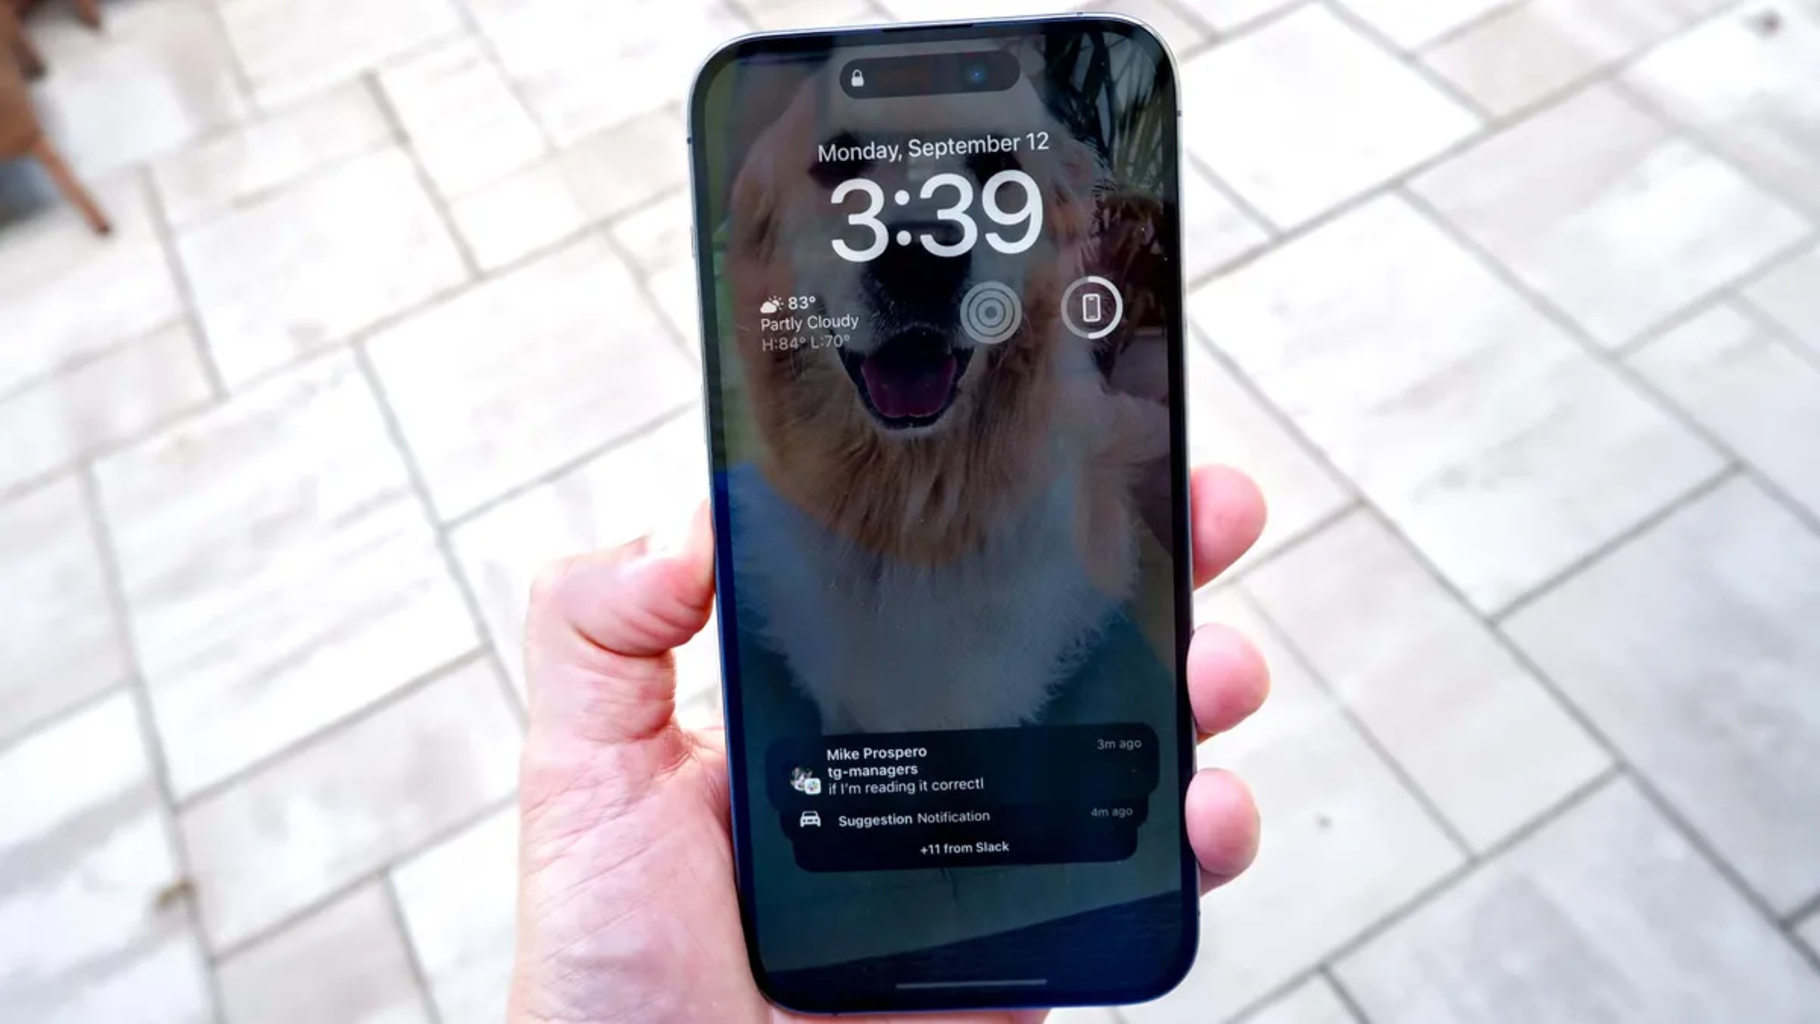 Monday, September 12
3:39
83°
Partly Cloudy
H:84° L:70°
Mike Prospero
3m ago
tg-managers
if I'm reading it correctl
Suggestion Notification
4m ago
+11 from Slack